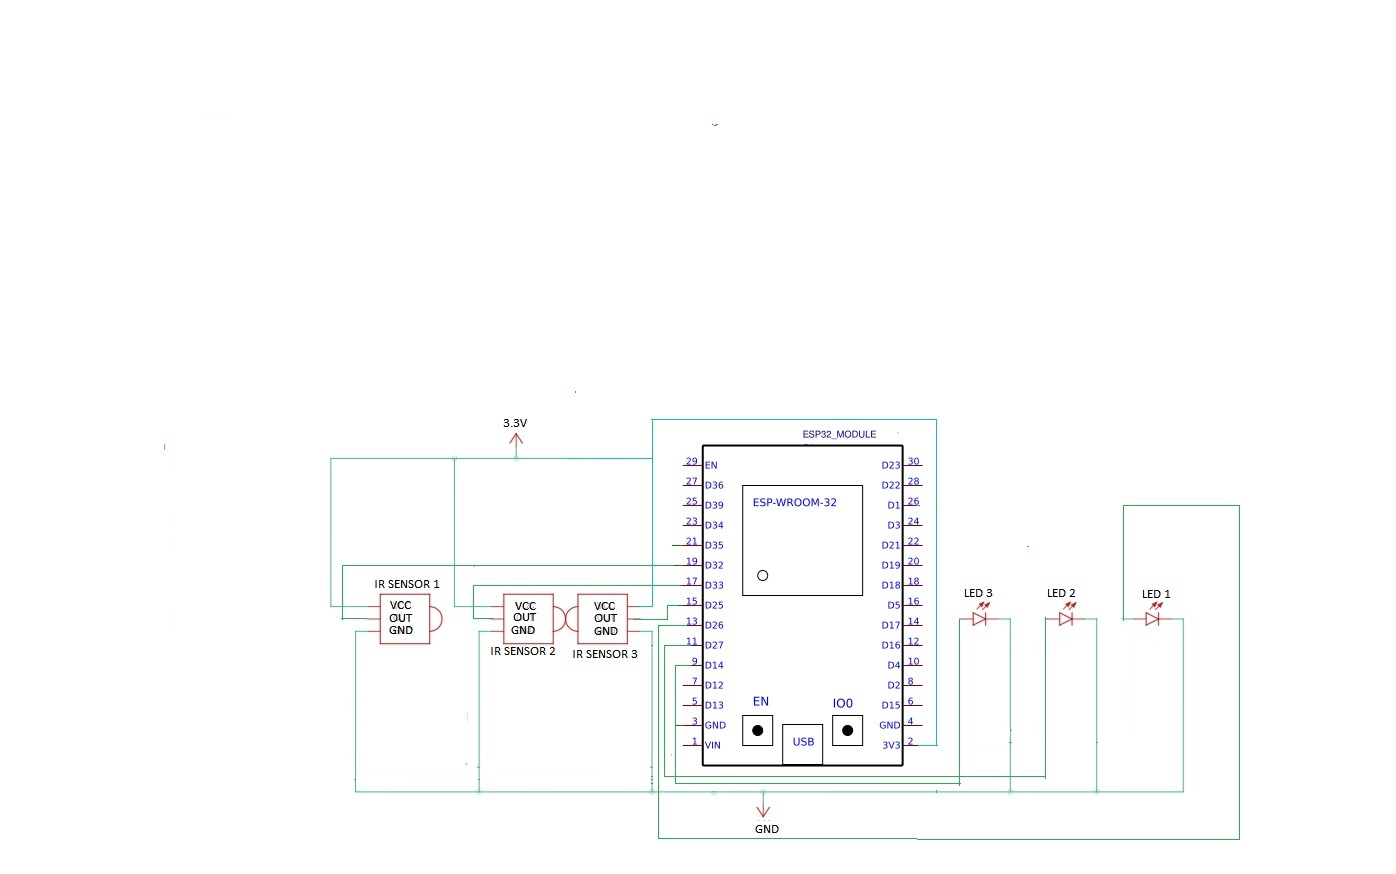 3.3V
ESP32_MODULE
29 EN D23 30
27 D36 D22 28
25 D39 D1 26
ESP-WROOM-32
23 D34 D3 24
21 D35 D21 22
19 D32 D19 20
17 D33 D18 18
15 D25 D5 16
13 D26 D17 14
11 D27 D16 12
9 D14 D4 10
7 D12 D2 8
5 D13 D15 6
3 GND GND 4
1 VIN 3V3 2
EN
IO0
USB
IR SENSOR 1
VCC
OUT
GND
VCC
OUT
GND
IR SENSOR 2
VCC
OUT
GND
IR SENSOR 3
LED 3
LED 2
LED 1
GND